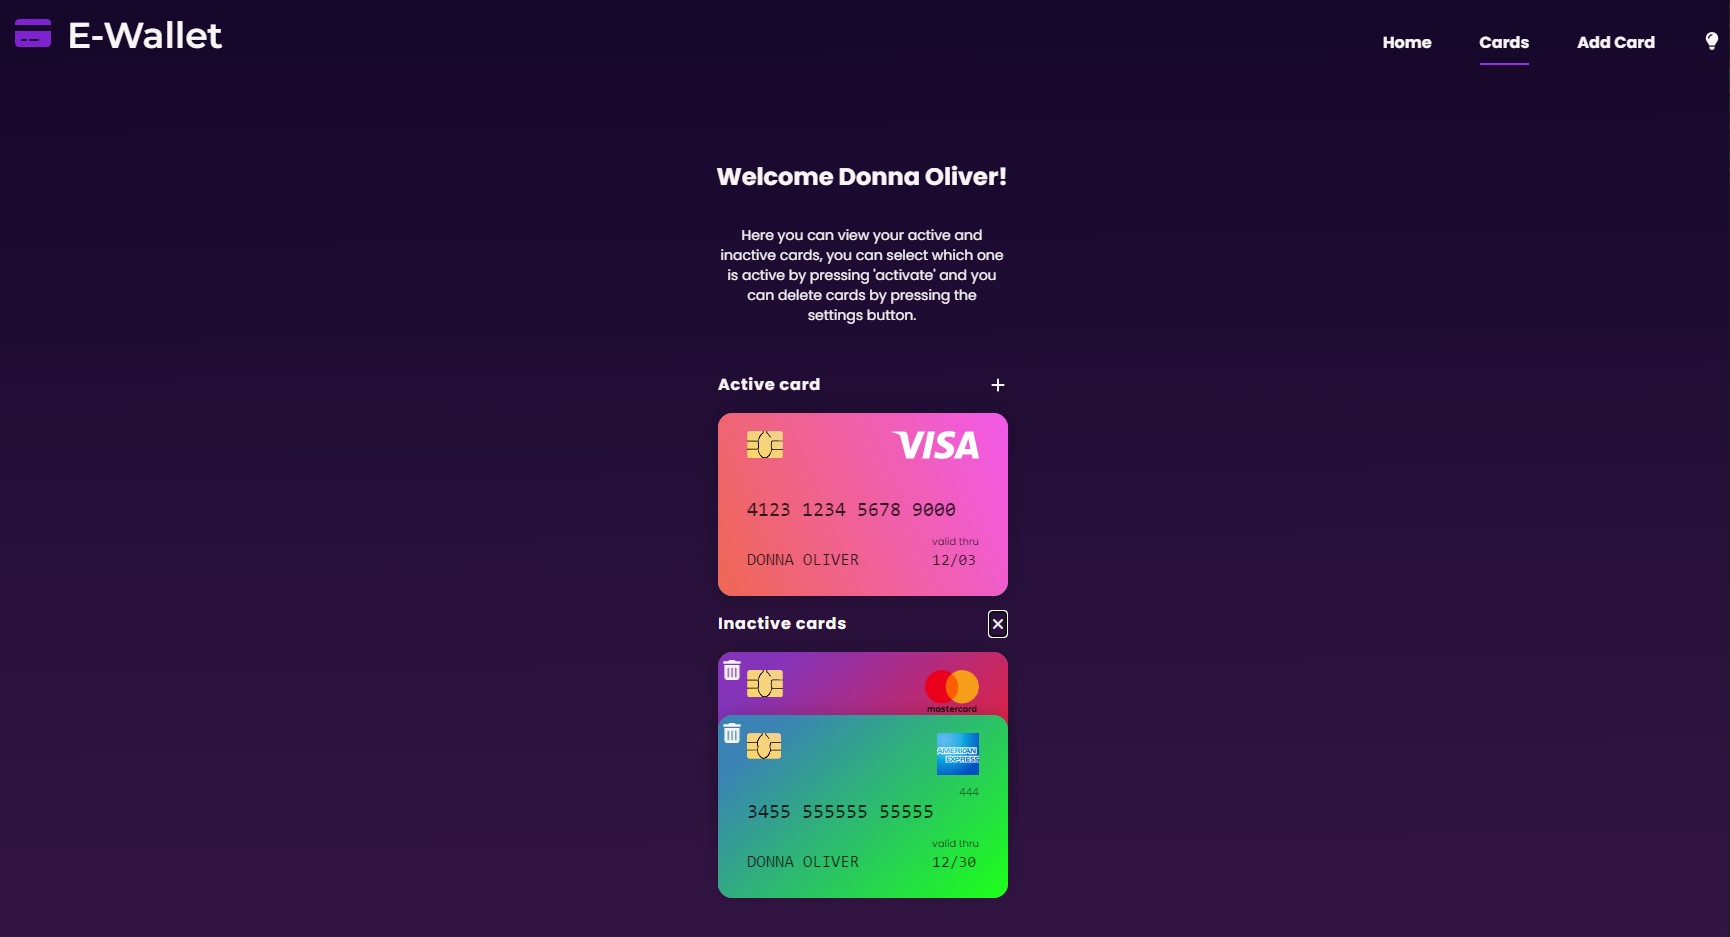 E-Wallet
Home
Cards
Add Card
Welcome Donna Oliver!
Here you can view your active and
inactive cards, you can select which one
is active by pressing 'activate' and you
can delete cards by pressing the
settings button.
Active card
VISA
4123 1234 5678 9000
valid thru
DONNA OLIVER 12/03
Inactive cards
mastercard
AMERICAN
EXPRESS
444
3455 555555 55555
valid thru
DONNA OLIVER 12/30